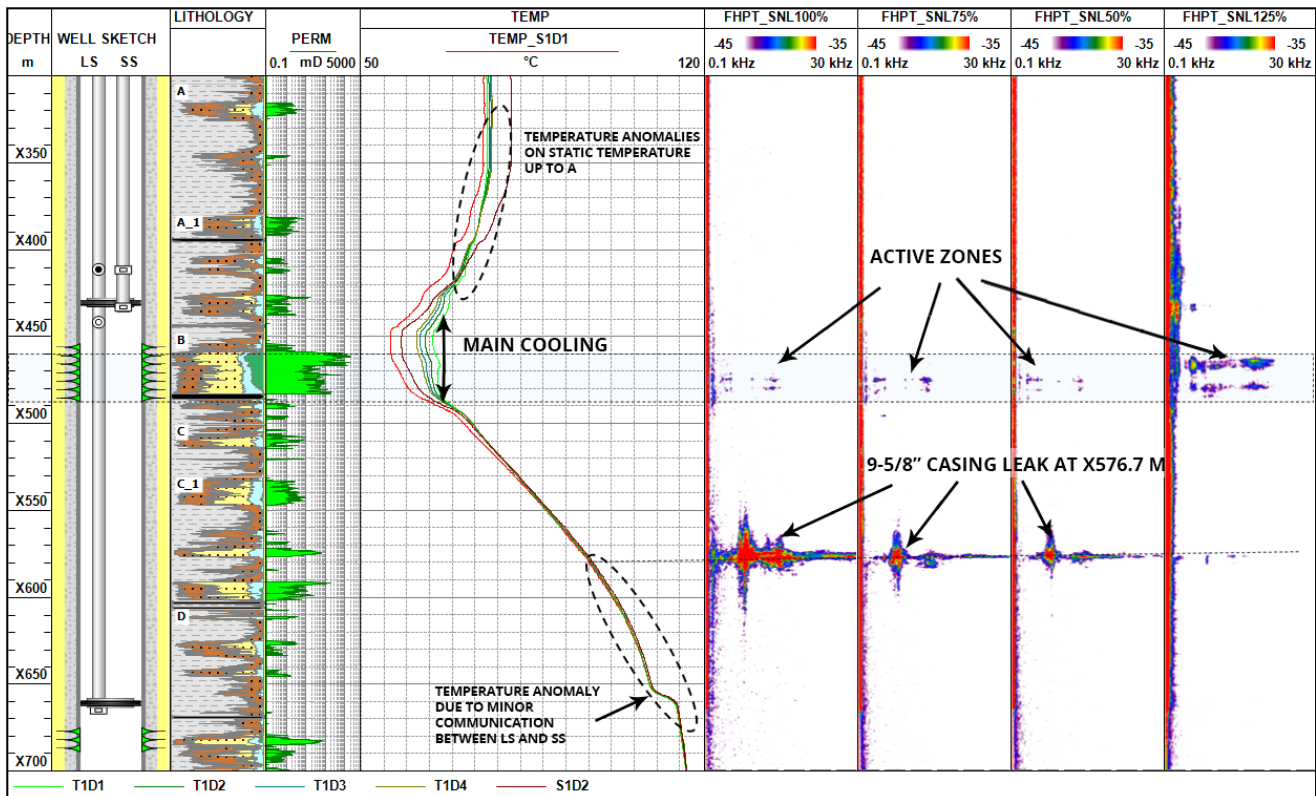 LITHOLOGY TEMP FHPT_SNL100% FHPT_SNL75% FHPT_SNL50% FHPT_SNL125%
DEPTH WELL SKETCH PERM TEMP_S1D1 -45 -35 -45 -35 -45 -35 -45 -35
m LS SS 0.1 mD 5000 50 °C 120 0.1 kHz 30 kHz 0.1 kHz 30 kHz 0.1 kHz 30 kHz 0.1 kHz 30 kHz
A
TEMPERATURE ANOMALIES
ON STATIC TEMPERATURE
UP TO A
X350
A_1
X400
ACTIVE ZONES
X450
B
MAIN COOLING
X500
C
9-5/8” CASING LEAK AT X576.7 M
C_1
X550
X600
D
X650
TEMPERATURE ANOMALY
DUE TO MINOR
COMMUNICATION
BETWEEN LS AND SS
X700
T1D1 T1D2 T1D3 T1D4 S1D2